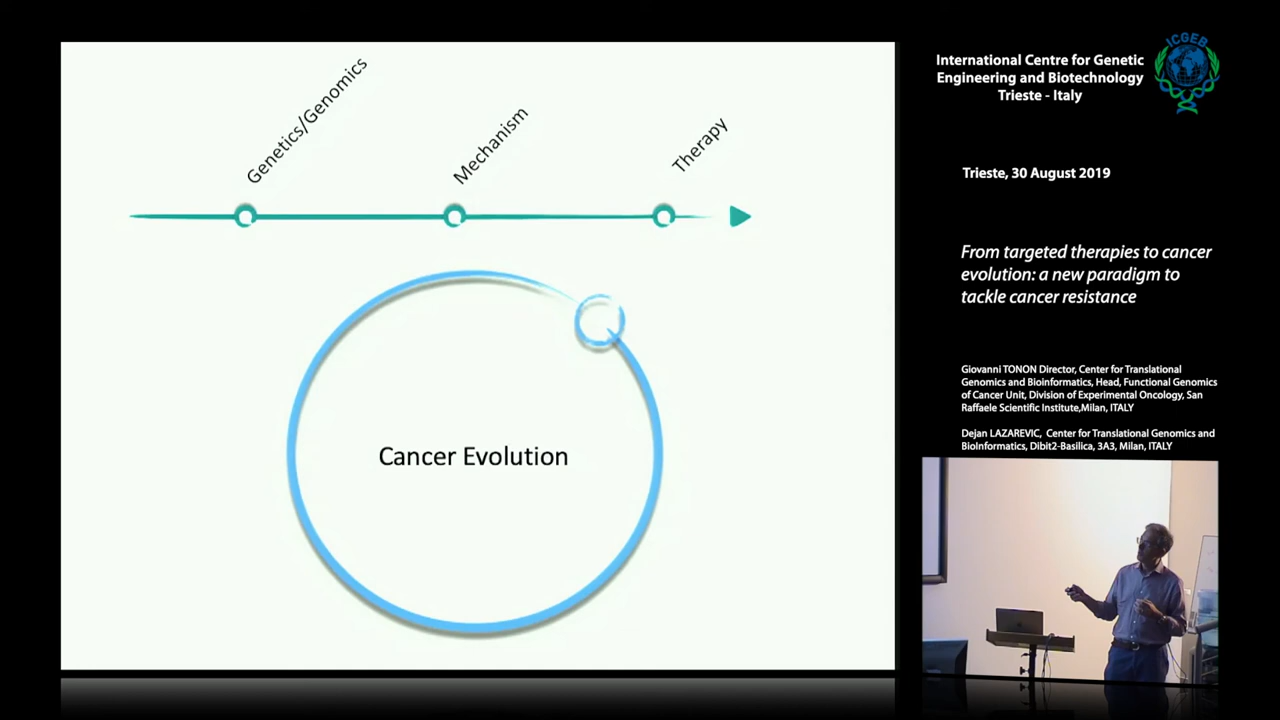 Genetics/Genomics
Mechanism
Therapy
Cancer Evolution
International Centre for Genetic
Engineering and Biotechnology
Trieste - Italy
ICGEB
Trieste, 30 August 2019
From targeted therapies to cancer
evolution: a new paradigm to
tackle cancer resistance
Giovanni TONON Director, Center for Translational
Genomics and Bioinformatics, Head, Functional Genomics
of Cancer Unit, Division of Experimental Oncology, San
Raffaele Scientific Institute,Milan, ITALY
Dejan LAZAREVIC, Center for Translational Genomics and
BioInformatics, Dibit2-Basilica, 3A3, Milan, ITALY